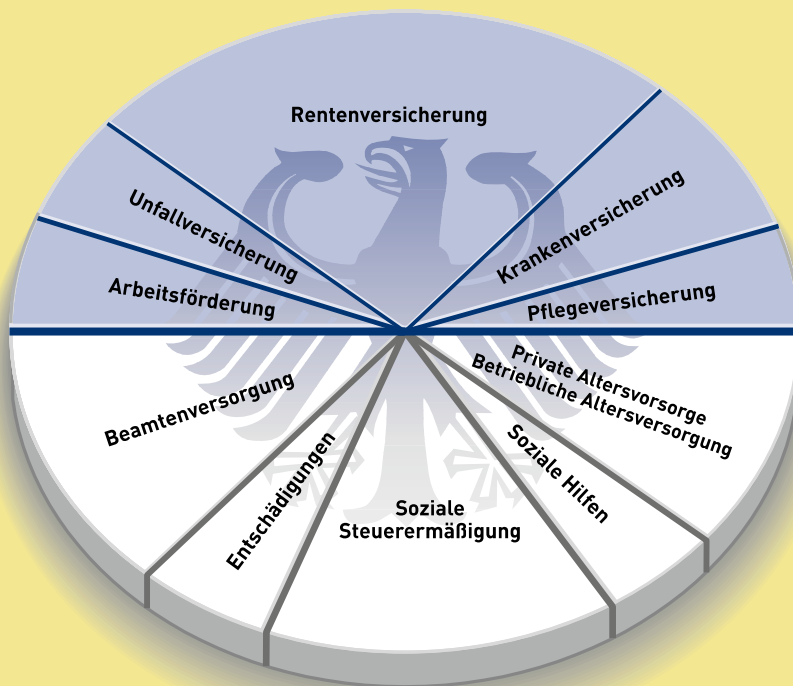 Rentenversicherung
Unfallversicherung
Krankenversicherung
Arbeitsförderung
Pflegeversicherung
Beamtenversorgung
Private Altersvorsorge
Betriebliche Altersversorgung
Entschädigungen
Soziale Hilfen
Soziale
Steuerermäßigung